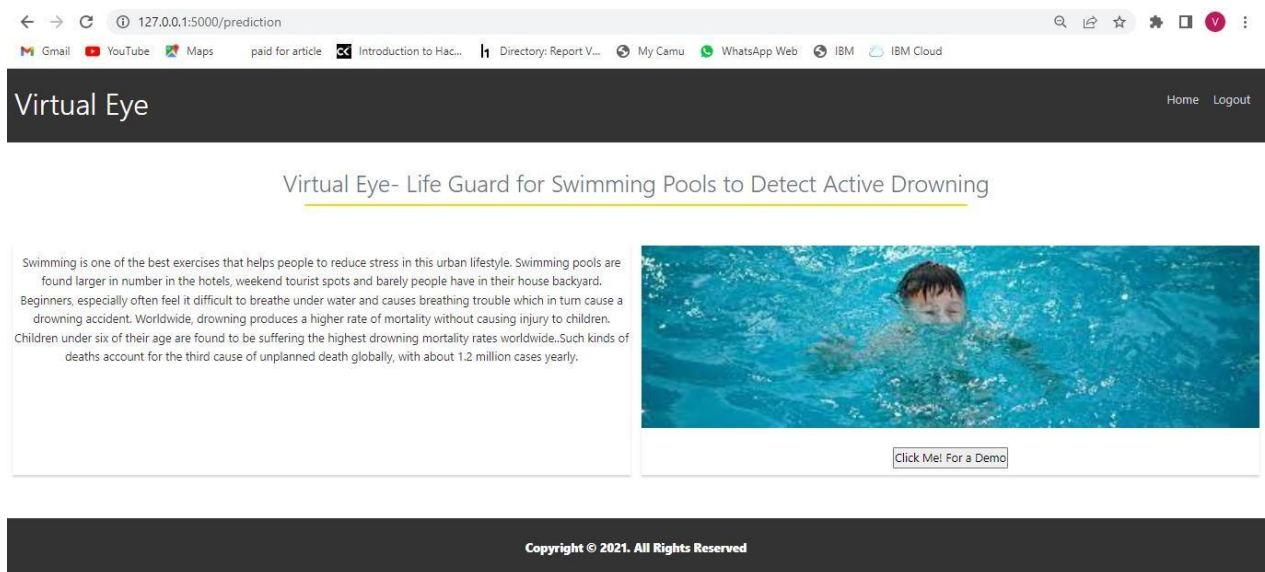 127.0.0.1:5000/prediction
V
Gmail YouTube Maps paid for article CC Introduction to Hac... h Directory: Report V... My Camu WhatsApp Web IBM IBM Cloud
Virtual Eye
Home Logout
Virtual Eye- Life Guard for Swimming Pools to Detect Active Drowning
Swimming is one of the best exercises that helps people to reduce stress in this urban lifestyle. Swimming pools are
found larger in number in the hotels, weekend tourist spots and barely people have in their house backyard.
Beginners, especially often feel it difficult to breathe under water and causes breathing trouble which in turn cause a
drowning accident. Worldwide, drowning produces a higher rate of mortality without causing injury to children.
Children under six of their age are found to be suffering the highest drowning mortality rates worldwide..Such kinds of
deaths account for the third cause of unplanned death globally, with about 1.2 million cases yearly.
Click Me! For a Demo
Copyright © 2021. All Rights Reserved